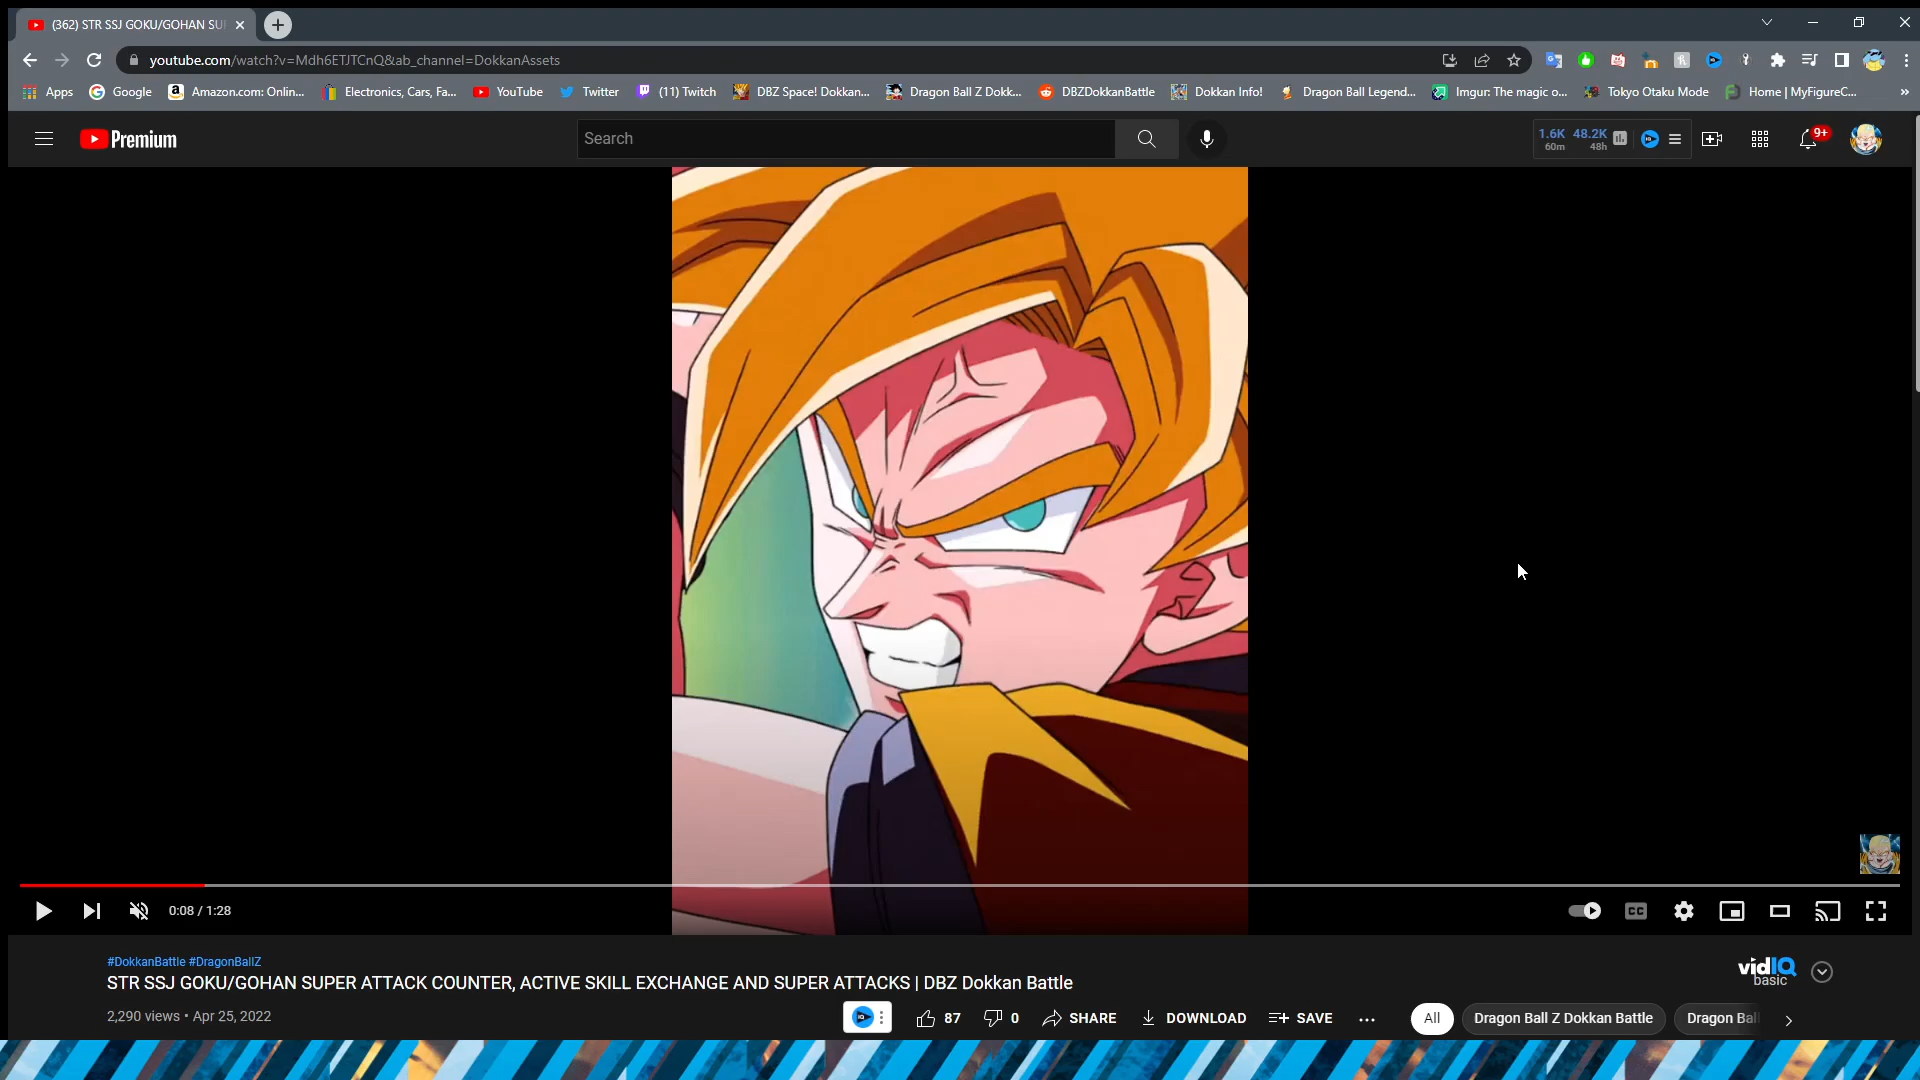 (362) STR SSJ GOKU/GOHAN SU
youtube.com/watch?v=Mdh6ETJTCnQ&ab_channel=DokkanAssets
Apps Google Amazon.com: Onlin... Electronics, Cars, Fa... YouTube Twitter (11) Twitch DBZ Space! Dokkan... Dragon Ball Z Dokk... DBZDokkanBattle Dokkan Info! Dragon Ball Legend... Imgur: The magic o... Tokyo Otaku Mode Home | MyFigureC... »
Premium
Search
1.6K 48.2K
60m 48h
9+
0:08 / 1:28
CC
#DokkanBattle #DragonBallZ
STR SSJ GOKU/GOHAN SUPER ATTACK COUNTER, ACTIVE SKILL EXCHANGE AND SUPER ATTACKS | DBZ Dokkan Battle
vidIQ
basic
2,290 views • Apr 25, 2022
87 0 SHARE DOWNLOAD SAVE ...
All Dragon Ball Z Dokkan Battle Dragon Ball